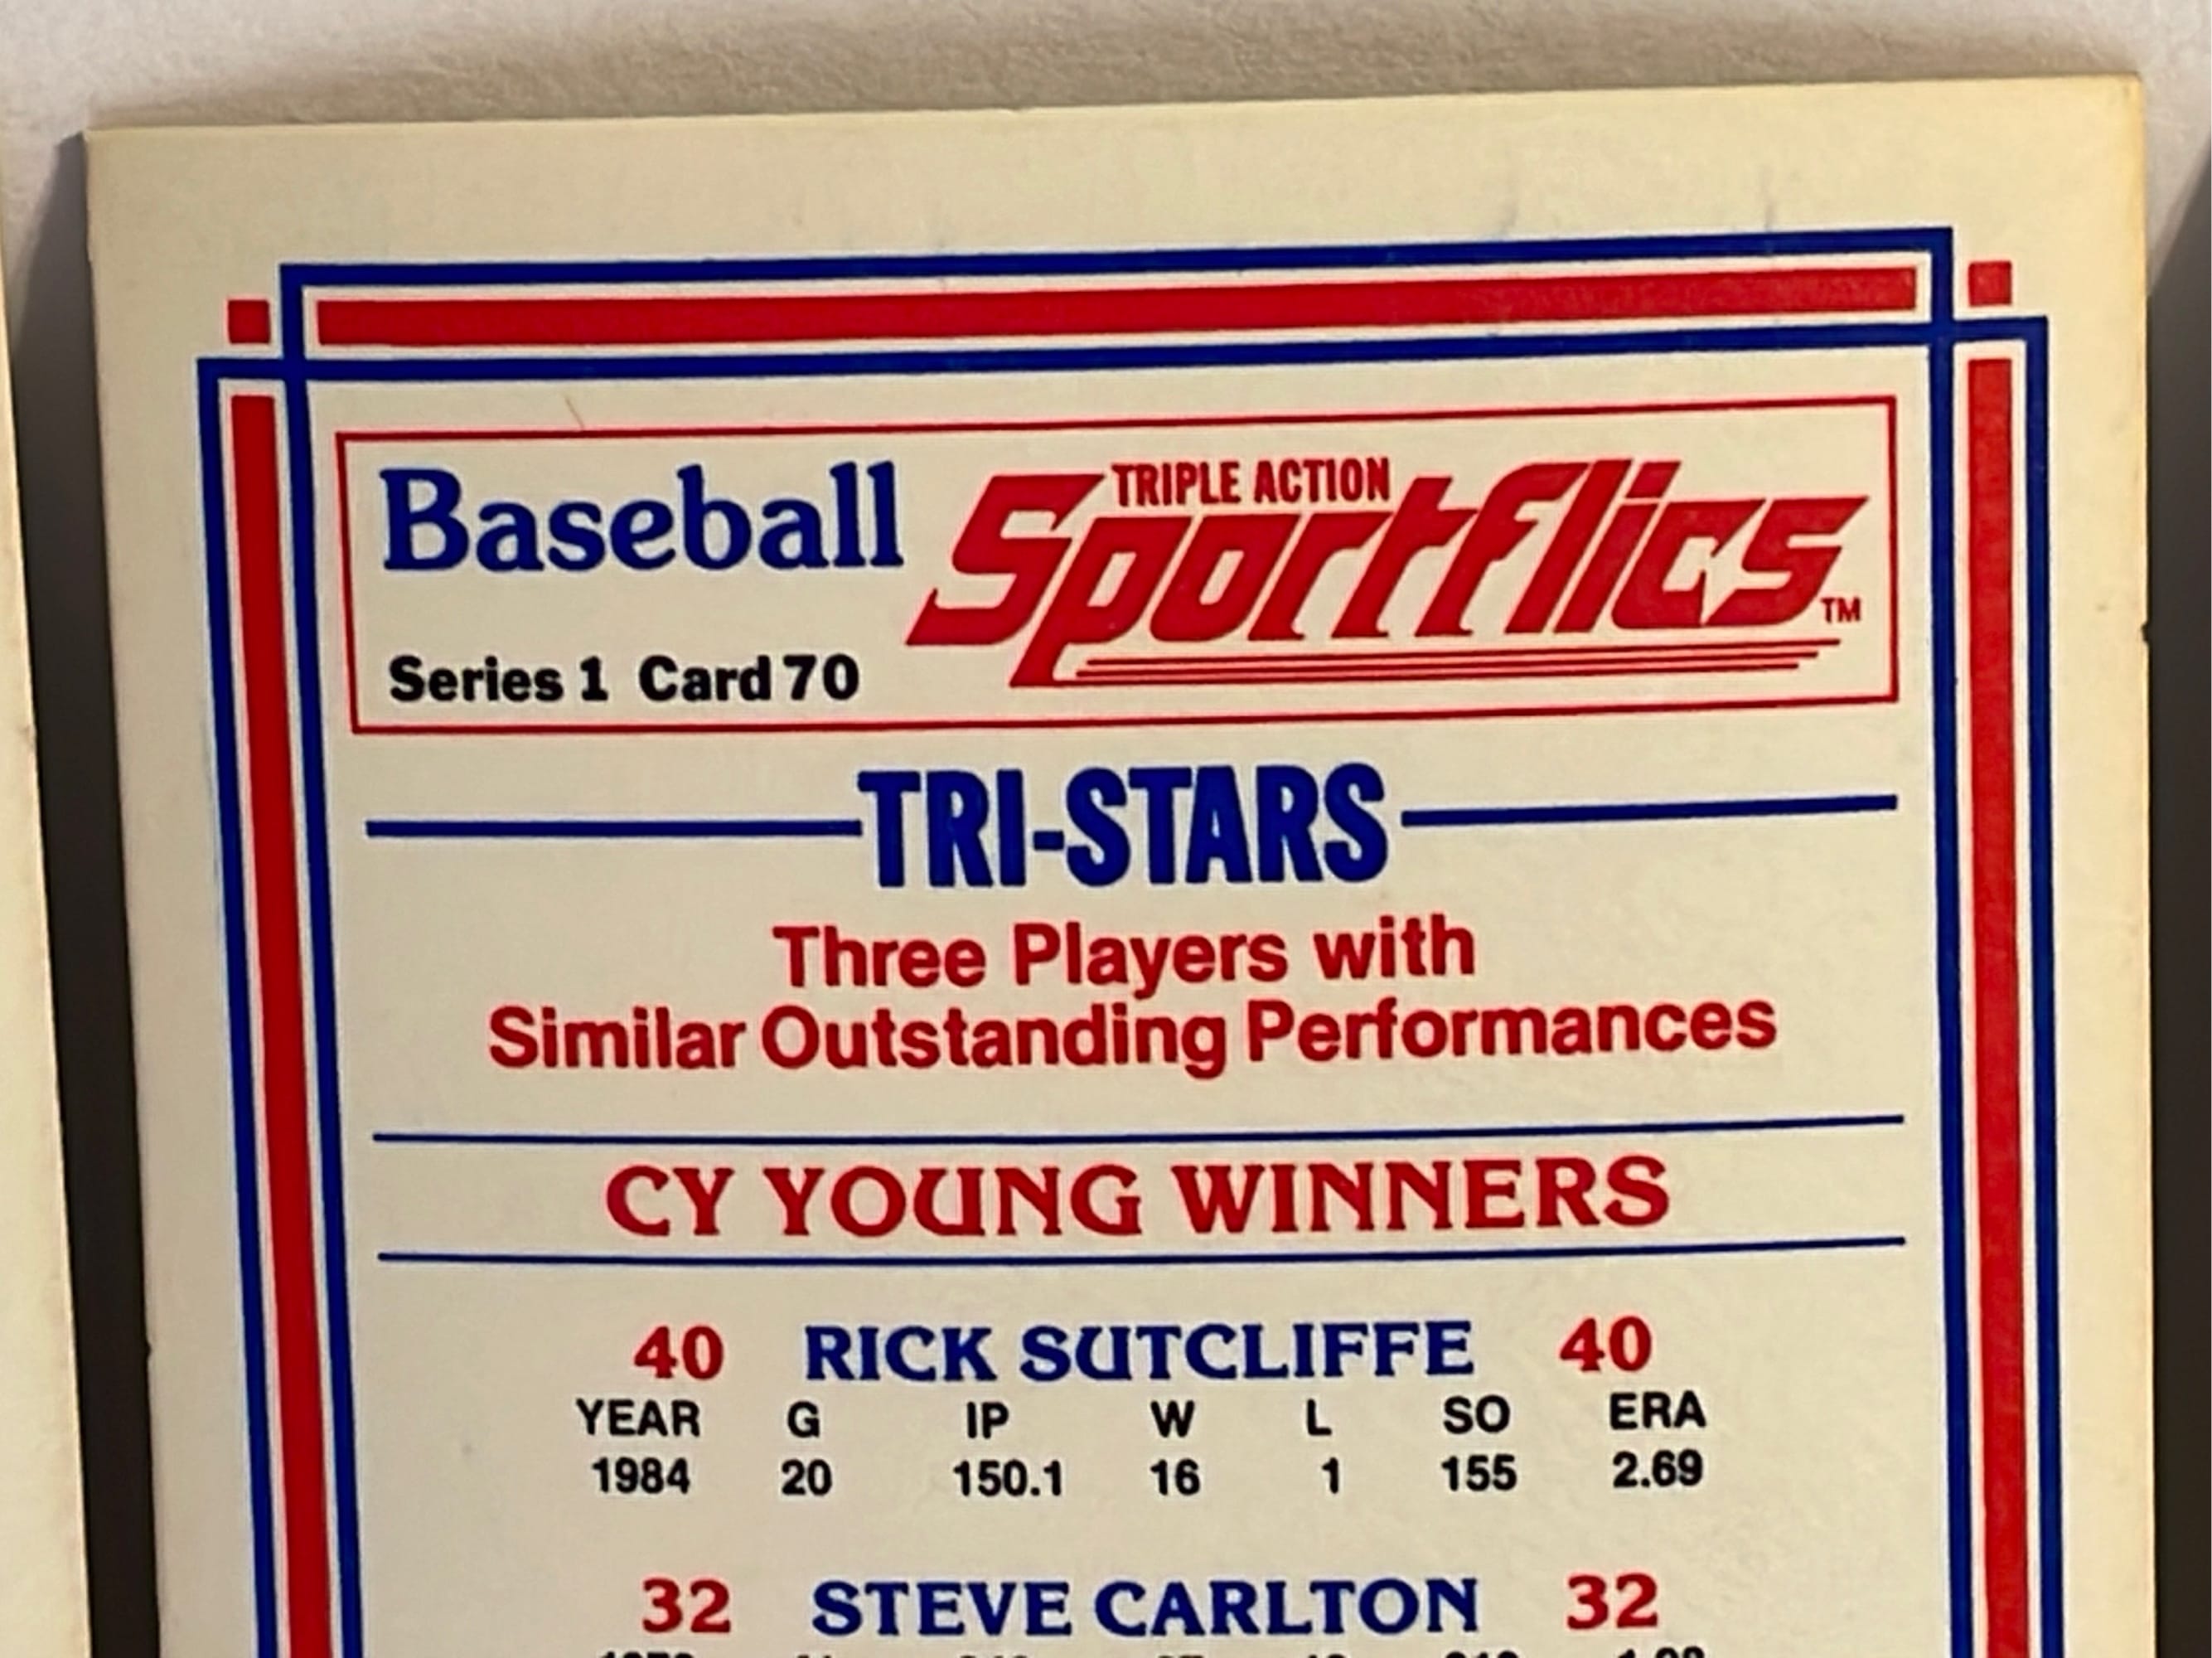 TRIPLE ACTION
Baseball Sportflics™
Series 1 Card 70
TRI-STARS
Three Players with
Similar Outstanding Performances
CY YOUNG WINNERS
40 RICK SUTCLIFFE 40
YEAR G IP W L SO ERA
1984 20 150.1 16 1 155 2.69
32 STEVE CARLTON 32